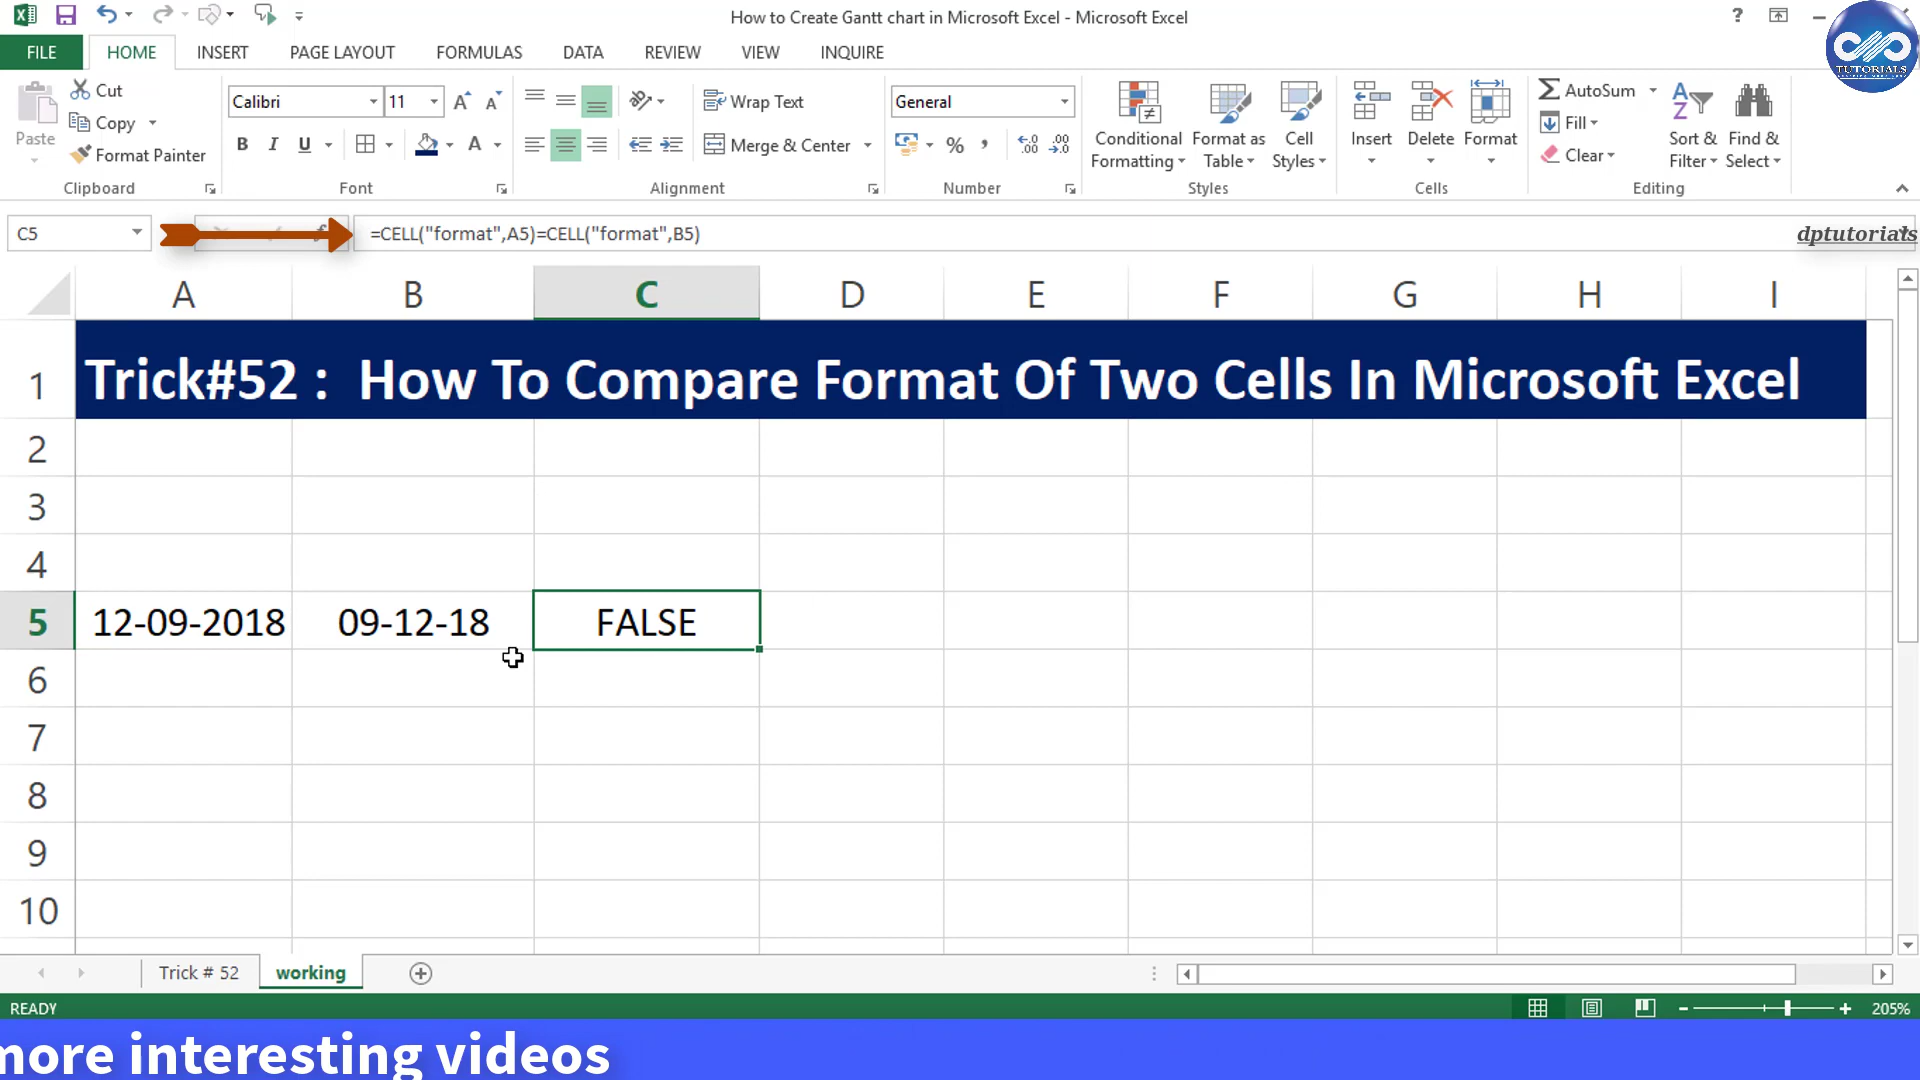 How to Create Gantt chart in Microsoft Excel - Microsoft Excel
?
FILE HOME INSERT PAGE LAYOUT FORMULAS DATA REVIEW VIEW INQUIRE
TUTORIALS
Paste
Cut
Copy
Format Painter
Clipboard
Calibri 11
B I U A
Font
Wrap Text
Merge & Center
Alignment
General
% ,
Number
Conditional Formatting
Format as Table
Cell Styles
Styles
Insert
Delete
Format
Cells
AutoSum
Fill
Clear
Sort & Filter
Find & Select
Editing
C5
=CELL("format",A5)=CELL("format",B5)
dptutorials
A B C D E F G H I
1 Trick#52 : How To Compare Format Of Two Cells In Microsoft Excel
2
3
4
5 12-09-2018 09-12-18 FALSE
6
7
8
9
10
Trick # 52 working
READY
205%
more interesting videos